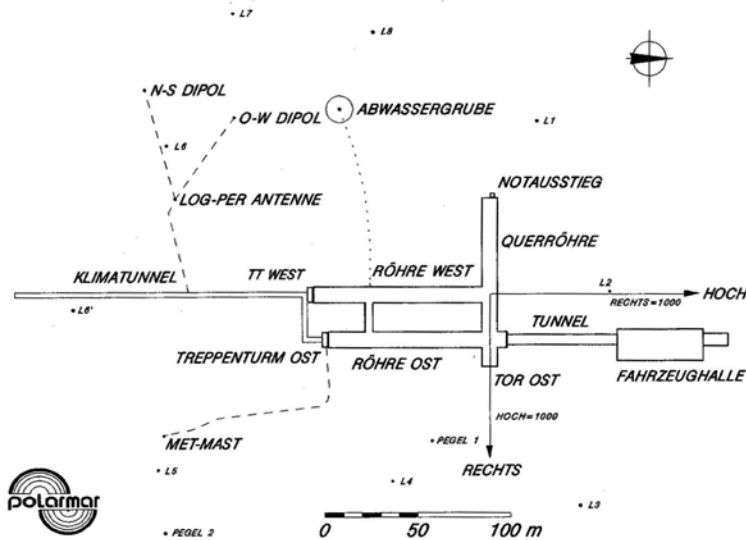 L7
L8
N-S DIPOL
O-W DIPOL
ABWASSERGRUBE
L1
L6
NOTAUSSTIEG
LOG-PER ANTENNE
QUERRÖHRE
KLIMATUNNEL
TT WEST
RÖHRE WEST
L2
HOCH
RECHTS=1000
L6'
TUNNEL
TREPPENTURM OST
RÖHRE OST
TOR OST
FAHRZEUGHALLE
HOCH=1000
MET-MAST
PEGEL 1
RECHTS
L5
L4
polarmar
L3
PEGEL 2
0 50 100 m